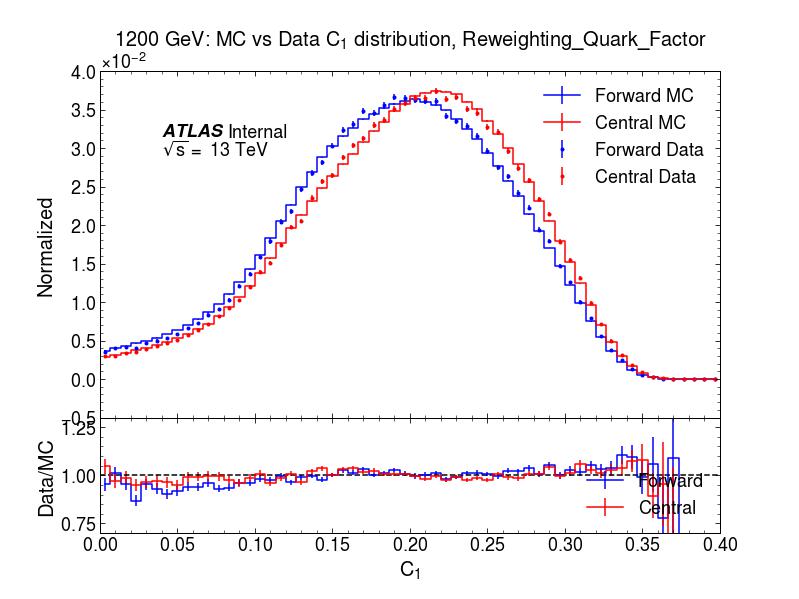 1200 GeV: MC vs Data C₁ distribution, Reweighting_Quark_Factor
×10⁻²
4.0
3.5
3.0
2.5
2.0
1.5
1.0
0.5
0.0
−0.5
Normalized
ATLAS Internal
√s = 13 TeV
Forward MC
Central MC
Forward Data
Central Data
1.25
1.00
0.75
Data/MC
Forward
Central
0.00 0.05 0.10 0.15 0.20 0.25 0.30 0.35 0.40
C₁